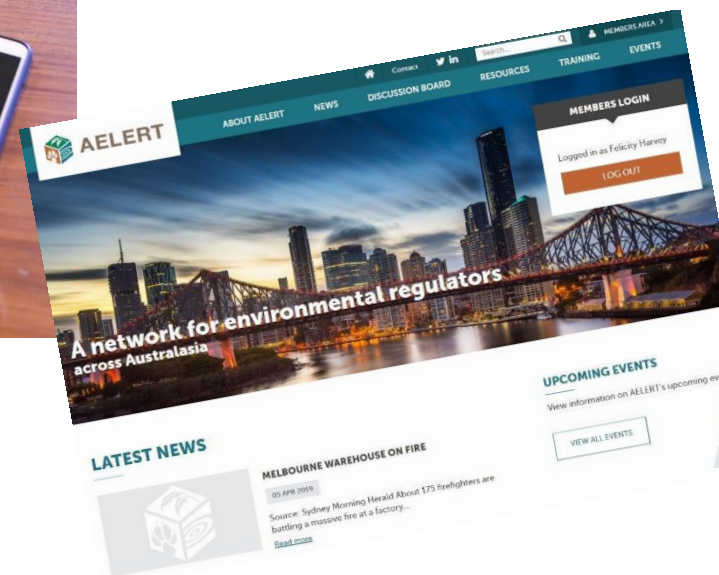 Contact
Search...
MEMBERS AREA >
AELERT
ABOUT AELERT
NEWS
DISCUSSION BOARD
RESOURCES
TRAINING
EVENTS
MEMBERS LOGIN
Logged in as Felicity Harvey
LOG OUT
A network for environmental regulators
across Australasia
LATEST NEWS
MELBOURNE WAREHOUSE ON FIRE
05 APR 2019
Source: Sydney Morning Herald About 175 firefighters are
battling a massive fire at a factory...
Read more
UPCOMING EVENTS
View information on AELERT's upcoming
VIEW ALL EVENTS